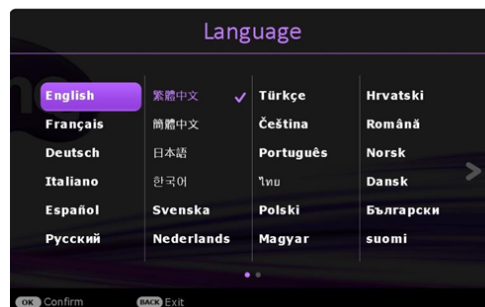 Language
English
Français
Deutsch
Italiano
Español
Русский
繁體中文
簡體中文
日本語
한국어
Svenska
Nederlands
Türkçe
Čeština
Português
ไทย
Polski
Magyar
Hrvatski
Română
Norsk
Dansk
Български
suomi
OK Confirm
BACK Exit